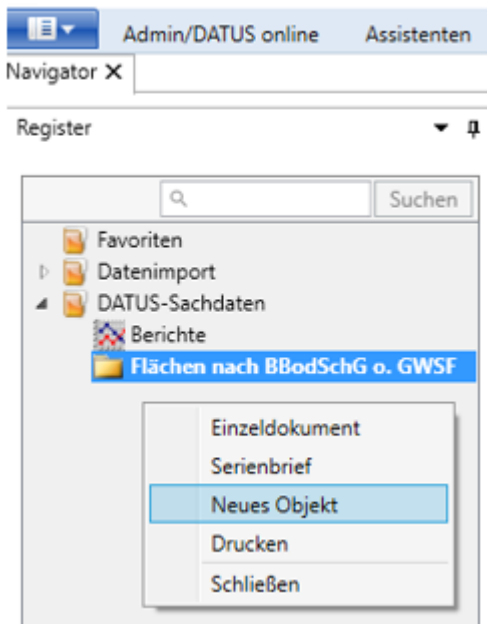 Admin/DATUS online Assistenten
Navigator X
Register
Suchen
Favoriten
Datenimport
DATUS-Sachdaten
Berichte
Flächen nach BBodSchG o. GWSF
Einzeldokument
Serienbrief
Neues Objekt
Drucken
Schließen